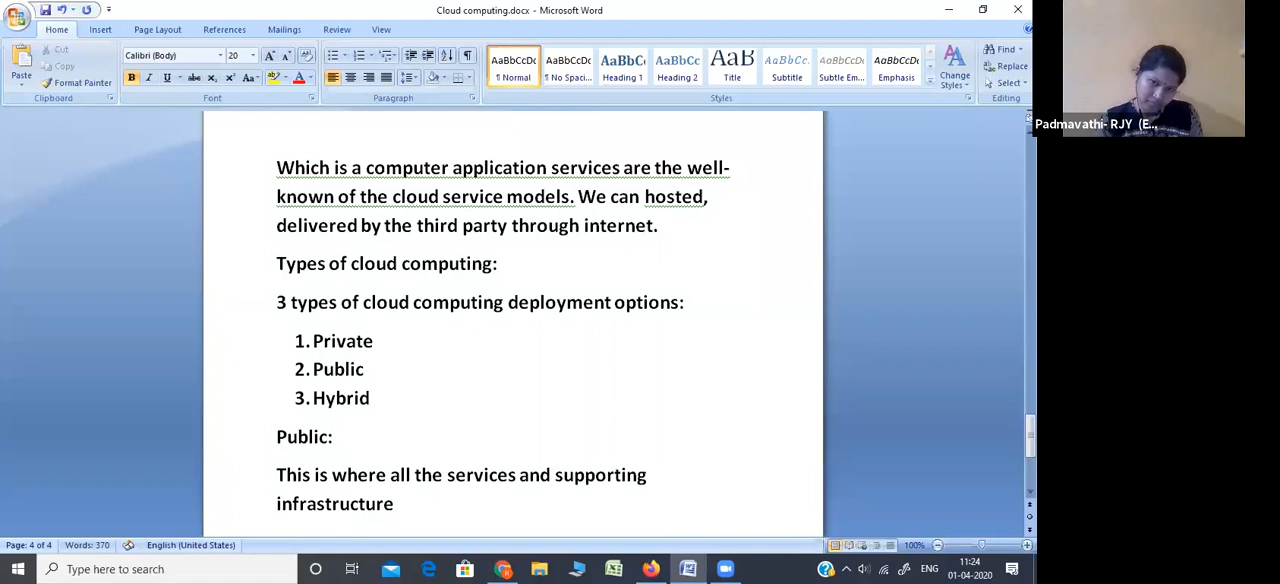 Cloud computing.docx - Microsoft Word
Home Insert Page Layout References Mailings Review View
Cut
Copy
Format Painter
Paste
Clipboard
Calibri (Body) 20
Font
Paragraph
AaBbCcDc AaBbCcDc AaBbC AaBbCc AaB AaBbCc. AaBbCcDc AaBbCcDc
¶ Normal ¶ No Spaci... Heading 1 Heading 2 Title Subtitle Subtle Em... Emphasis
Change Styles
Styles
Find
Replace
Select
Editing
Padmavathi- RJY (E...
Which is a computer application services are the well-
known of the cloud service models. We can hosted,
delivered by the third party through internet.
Types of cloud computing:
3 types of cloud computing deployment options:
1. Private
2. Public
3. Hybrid
Public:
This is where all the services and supporting
infrastructure
Page: 4 of 4 Words: 370 English (United States) 100%
Type here to search
ENG
11:24
01-04-2020